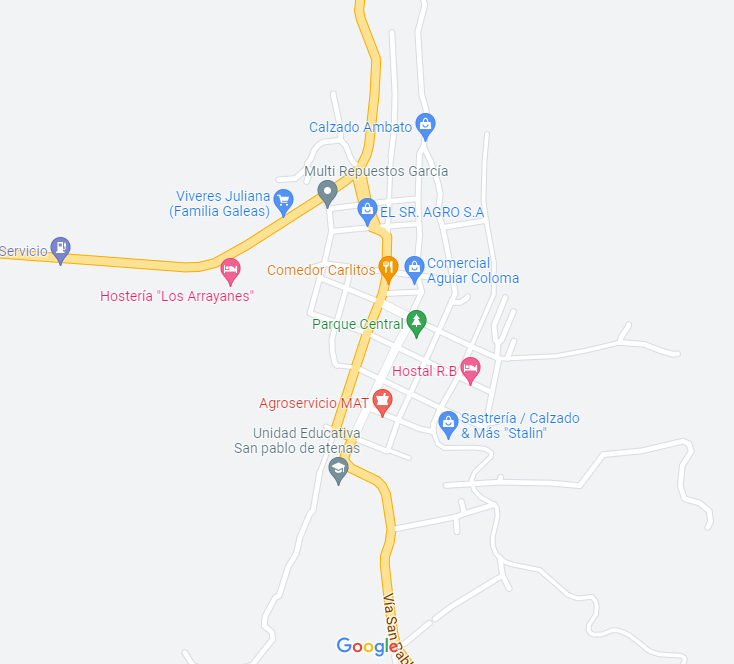 Calzado Ambato
Multi Repuestos García
Viveres Juliana
(Familia Galeas)
EL SR. AGRO S.A
Servicio
Comedor Carlitos
Comercial
Aguiar Coloma
Hostería "Los Arrayanes"
Parque Central
Hostal R.B
Agroservicio MAT
Sastrería / Calzado
& Más "Stalin"
Unidad Educativa
San pablo de atenas
Vía San Pabl
Google